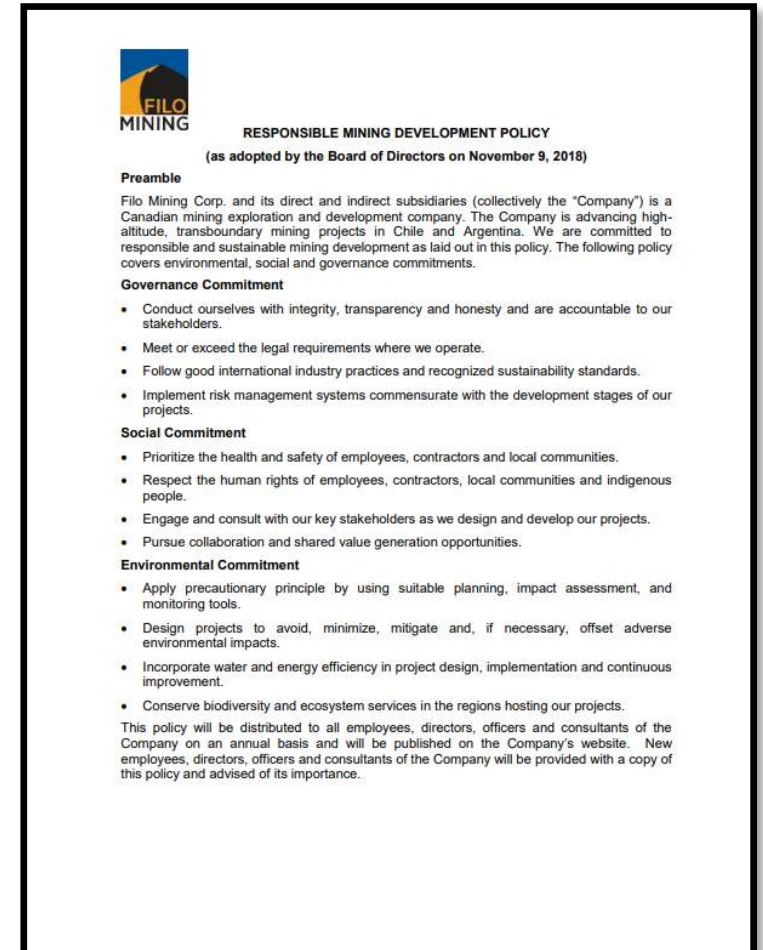 FILO
MINING
RESPONSIBLE MINING DEVELOPMENT POLICY
(as adopted by the Board of Directors on November 9, 2018)
Preamble
Filo Mining Corp. and its direct and indirect subsidiaries (collectively the “Company”) is a
Canadian mining exploration and development company. The Company is advancing high-
altitude, transboundary mining projects in Chile and Argentina. We are committed to
responsible and sustainable mining development as laid out in this policy. The following policy
covers environmental, social and governance commitments.
Governance Commitment
• Conduct ourselves with integrity, transparency and honesty and are accountable to our
stakeholders.
• Meet or exceed the legal requirements where we operate.
• Follow good international industry practices and recognized sustainability standards.
• Implement risk management systems commensurate with the development stages of our
projects.
Social Commitment
• Prioritize the health and safety of employees, contractors and local communities.
• Respect the human rights of employees, contractors, local communities and indigenous
people.
• Engage and consult with our key stakeholders as we design and develop our projects.
• Pursue collaboration and shared value generation opportunities.
Environmental Commitment
• Apply precautionary principle by using suitable planning, impact assessment, and
monitoring tools.
• Design projects to avoid, minimize, mitigate and, if necessary, offset adverse
environmental impacts.
• Incorporate water and energy efficiency in project design, implementation and continuous
improvement.
• Conserve biodiversity and ecosystem services in the regions hosting our projects.
This policy will be distributed to all employees, directors, officers and consultants of the
Company on an annual basis and will be published on the Company’s website. New
employees, directors, officers and consultants of the Company will be provided with a copy of
this policy and advised of its importance.